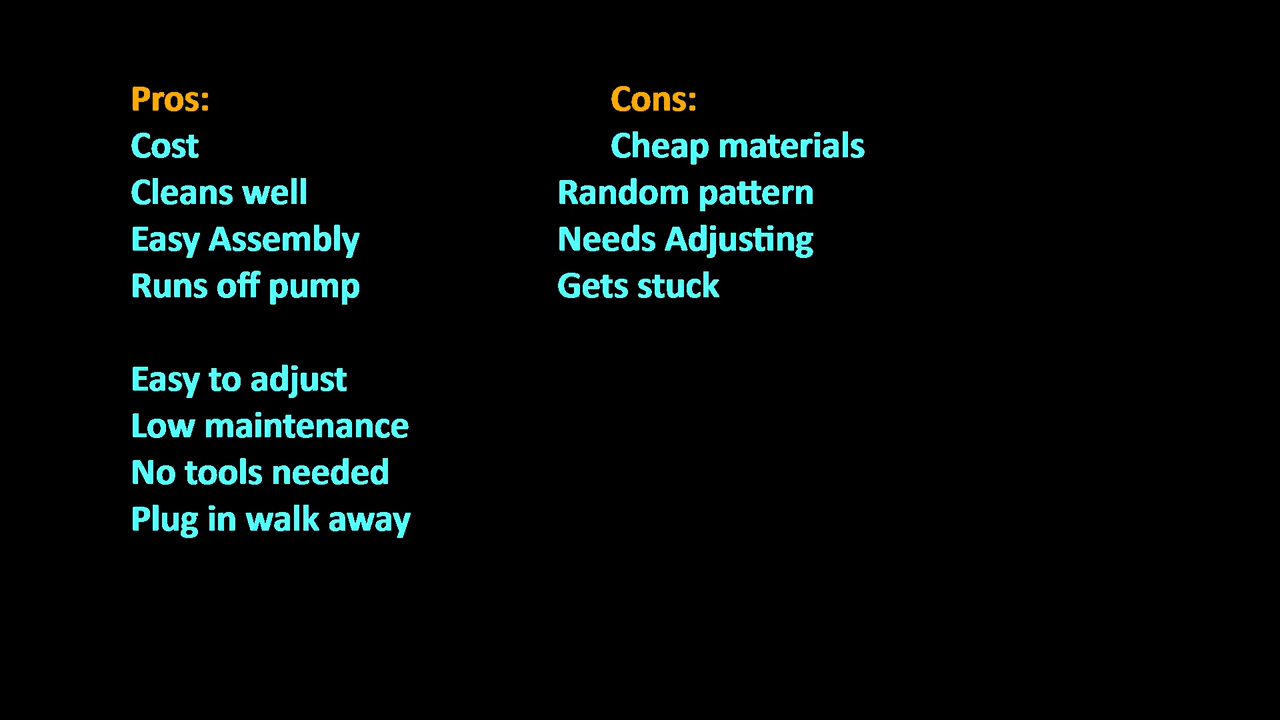 Pros: Cons:
Cost Cheap materials
Cleans well Random pattern
Easy Assembly Needs Adjusting
Runs off pump Gets stuck
Easy to adjust
Low maintenance
No tools needed
Plug in walk away